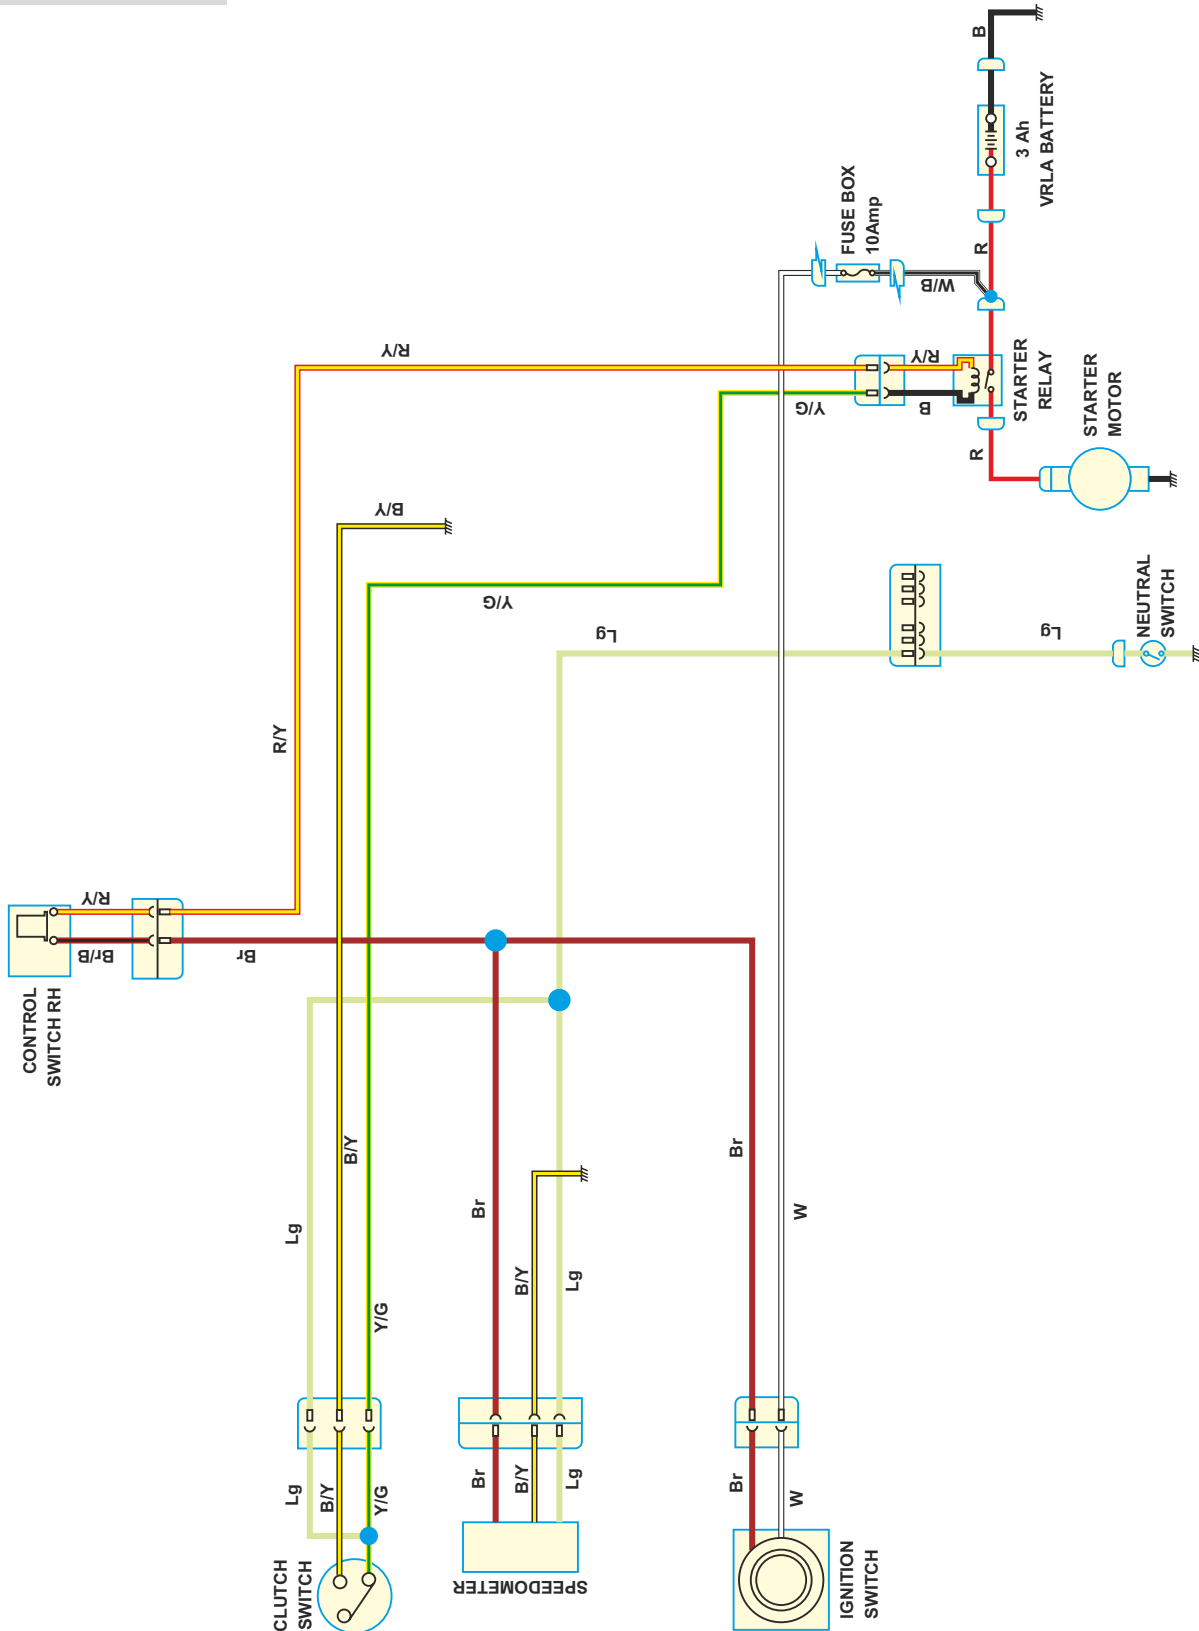 B
3 Ah
VRLA BATTERY
FUSE BOX
10Amp
R
W/B
R/Y
R/Y
STARTER
RELAY
STARTER
MOTOR
Y/G
B
R
B/Y
Y/G
Lg
Lg
NEUTRAL
SWITCH
R/Y
R/Y
Br/B
Br
CONTROL
SWITCH RH
B/Y
Br
Lg
Br
W
B/Y
Lg
Y/G
Lg
B/Y
Y/G
Br
B/Y
Lg
Br
W
CLUTCH
SWITCH
SPEEDOMETER
IGNITION
SWITCH